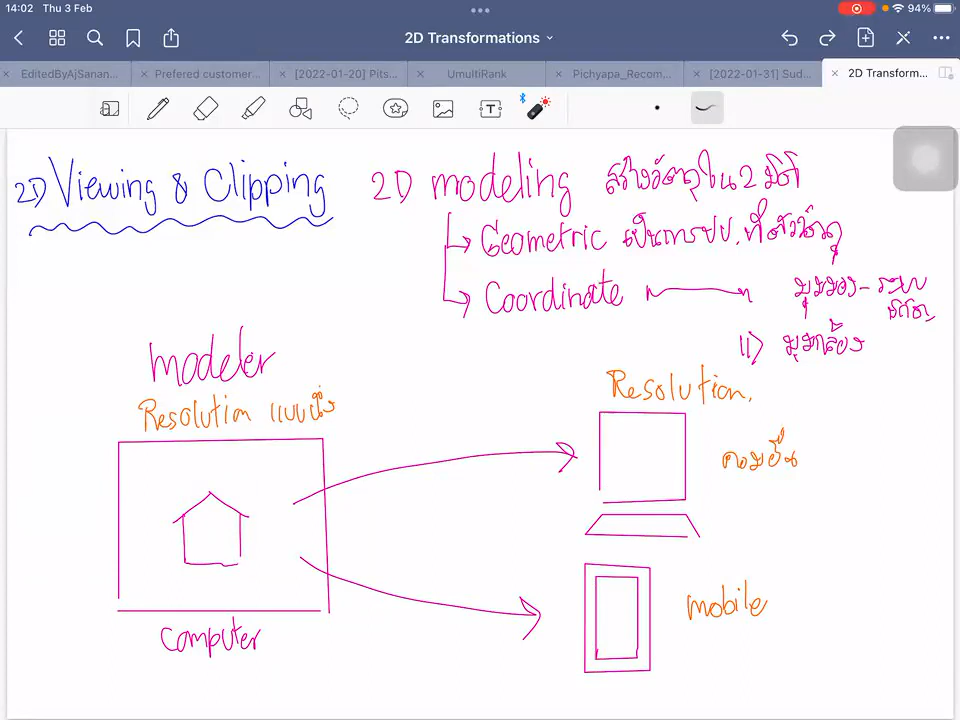 14:02 Thu 3 Feb
94%
2D Transformations
EditedByAjSanan...
Prefered customer...
[2022-01-20] Pits...
UmultiRank
Pichyapa_Recom...
[2022-01-31] Sud...
2D Transform...
2D Viewing & Clipping
2D modeling สร้างวัตถุใน 2 มิติ
Geometric เป็นการปป. ที่ตัววัตถุ
Coordinate
มุมมอง - ระบบ
พิกัด
มุมกล้อง
modeler
Resolution แบบหนึ่ง
Resolution.
คอมอื่น
mobile
Computer